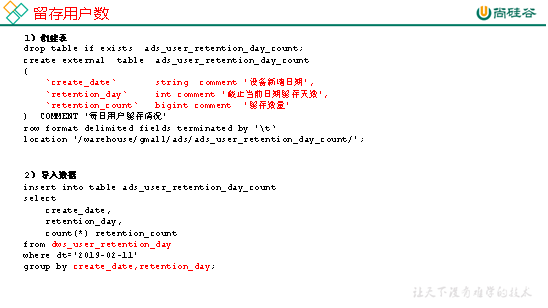 留存用户数
尚硅谷
1）创建表
drop table if exists ads_user_retention_day_count;
create external table ads_user_retention_day_count
(
`create_date` string comment '设备新增日期',
`retention_day` int comment '截止当前日期留存天数',
`retention_count` bigint comment '留存数量'
) COMMENT '每日用户留存情况'
row format delimited fields terminated by '\t'
location '/warehouse/gmall/ads/ads_user_retention_day_count/';
2）导入数据
insert into table ads_user_retention_day_count
select
create_date,
retention_day,
count(*) retention_count
from dws_user_retention_day
where dt='2019-02-11'
group by create_date,retention_day;
让天下没有难学的技术